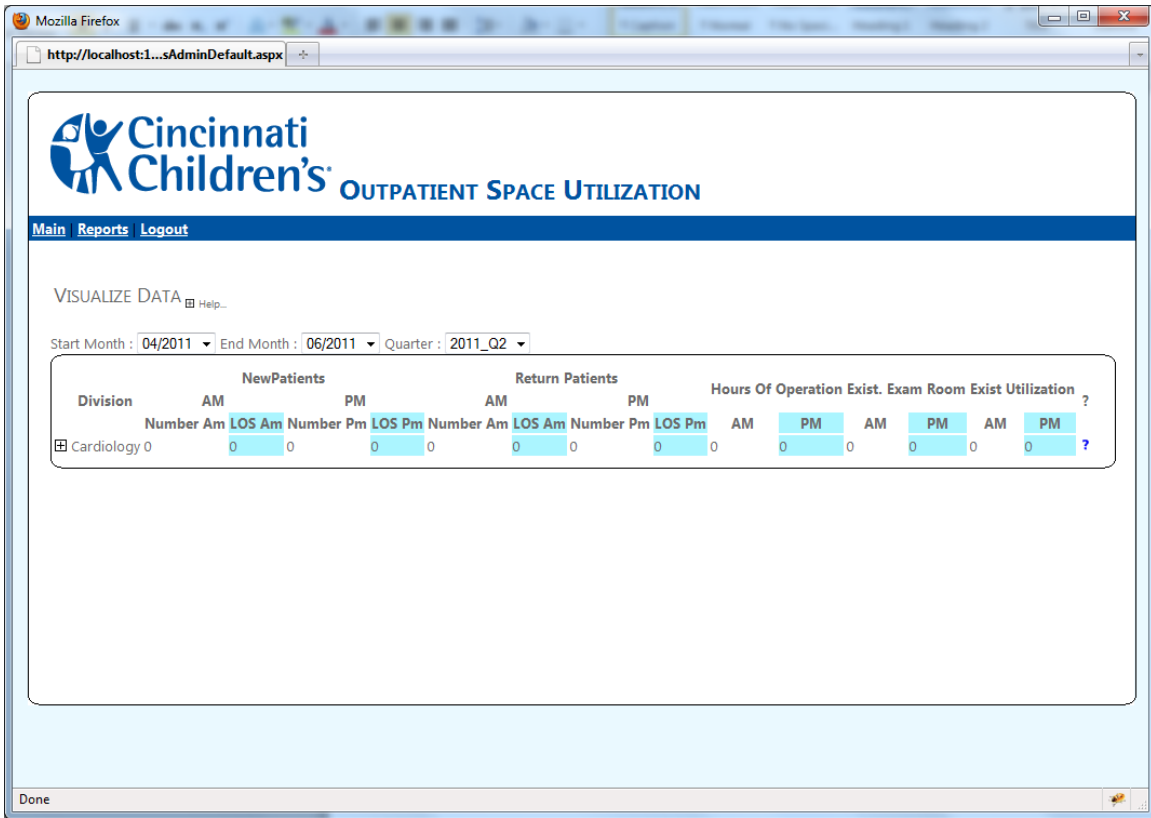 Mozilla Firefox
http://localhost:1...sAdminDefault.aspx
Cincinnati
Children's
OUTPATIENT SPACE UTILIZATION
Main | Reports | Logout
VISUALIZE DATA Help...
Start Month : 04/2011 End Month : 06/2011 Quarter : 2011_Q2
NewPatients Return Patients
Hours Of Operation Exist. Exam Room Exist Utilization ?
Division AM PM AM PM
Number Am LOS Am Number Pm LOS Pm Number Am LOS Am Number Pm LOS Pm AM PM AM PM AM PM
Cardiology 0 0 0 0 0 0 0 0 0 0 0 0 0 0 ?
Done